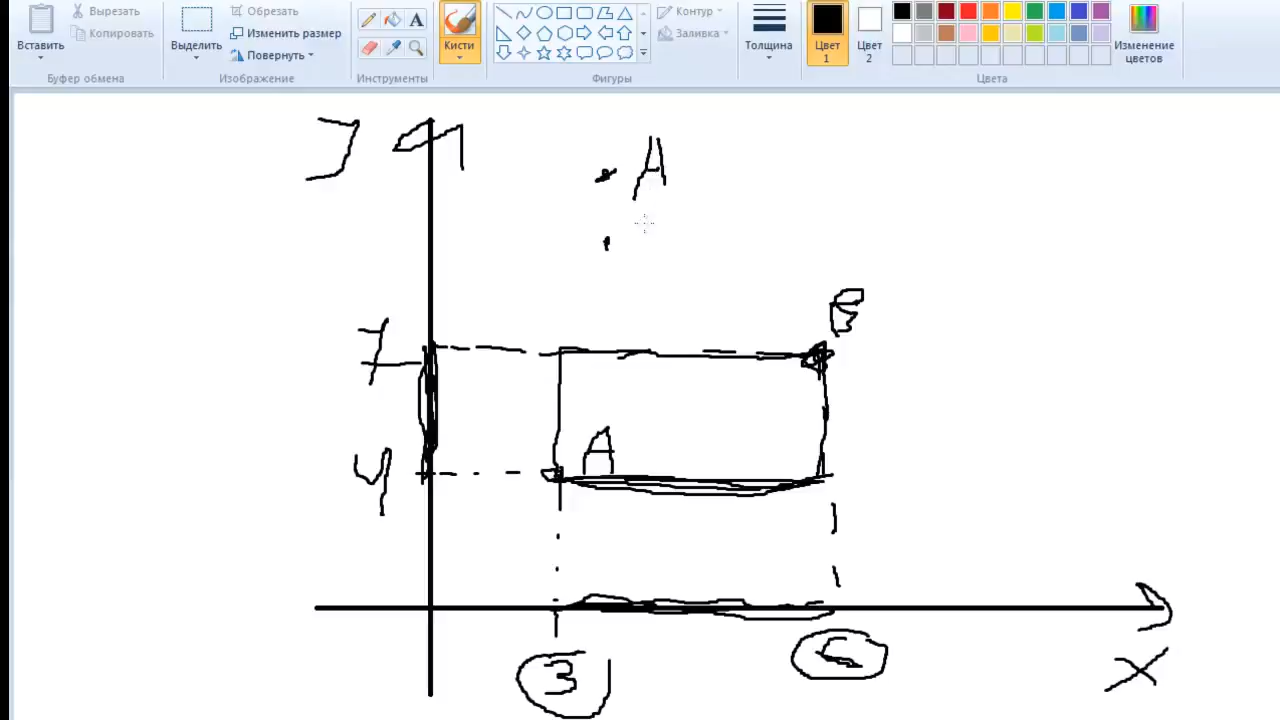 Вставить
Вырезать
Копировать
Буфер обмена
Выделить
Обрезать
Изменить размер
Повернуть
Изображение
A
Инструменты
Кисти
Контур
Заливка
Фигуры
Толщина
Цвет
1
Цвет
2
Изменение
цветов
Цвета
A
7
A
4
3
X